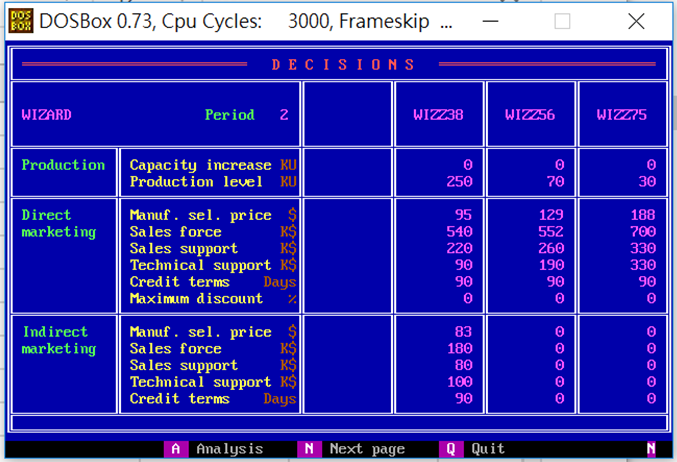 DOS BOX DOSBox 0.73, Cpu Cycles: 3000, Frameskip ...
D E C I S I O N S
WIZARD Period 2 WIZZ38 WIZZ56 WIZZ75
Production Capacity increase KU 0 0 0
Production level KU 250 70 30
Direct Manuf. sel. price $ 95 129 188
marketing Sales force K$ 540 552 700
Sales support K$ 220 260 330
Technical support K$ 90 190 330
Credit terms Days 90 90 90
Maximum discount % 0 0 0
Indirect Manuf. sel. price $ 83 0 0
marketing Sales force K$ 180 0 0
Sales support K$ 80 0 0
Technical support K$ 100 0 0
Credit terms Days 90 0 0
A Analysis N Next page Q Quit N